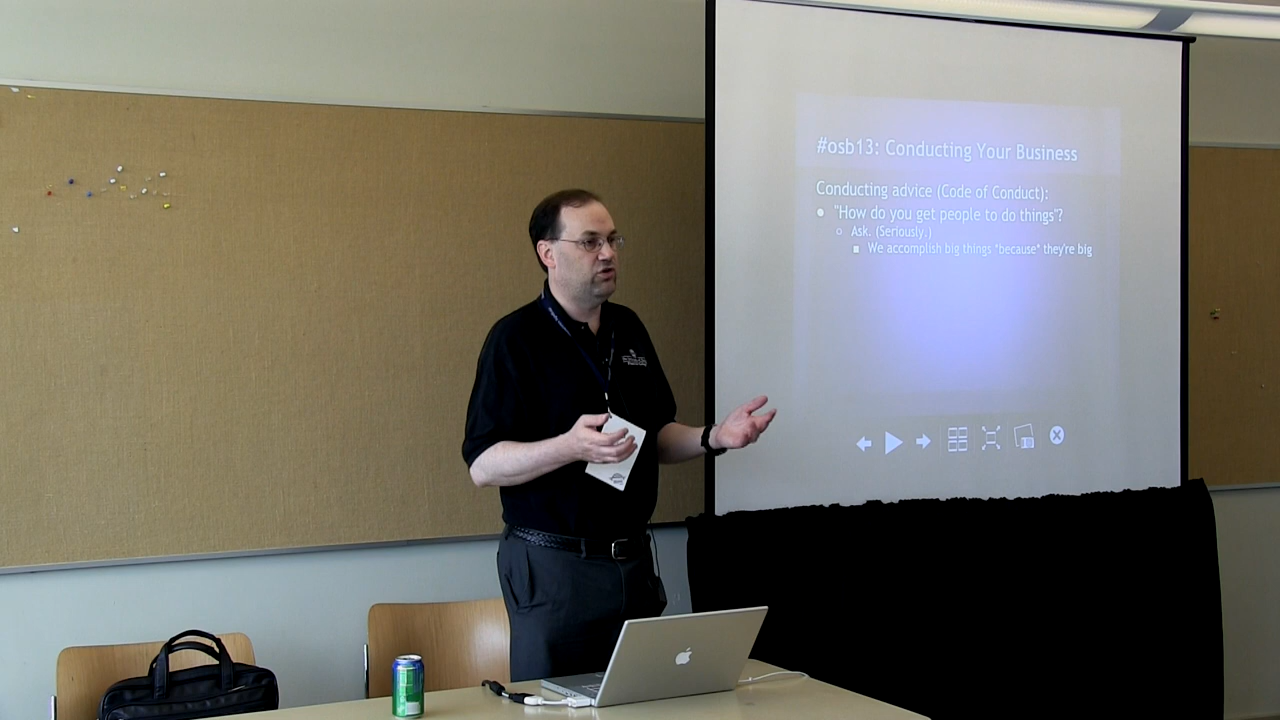 #osb13: Conducting Your Business
Conducting advice (Code of Conduct):
"How do you get people to do things"?
Ask. (Seriously,)
We accomplish big things *because* they're big